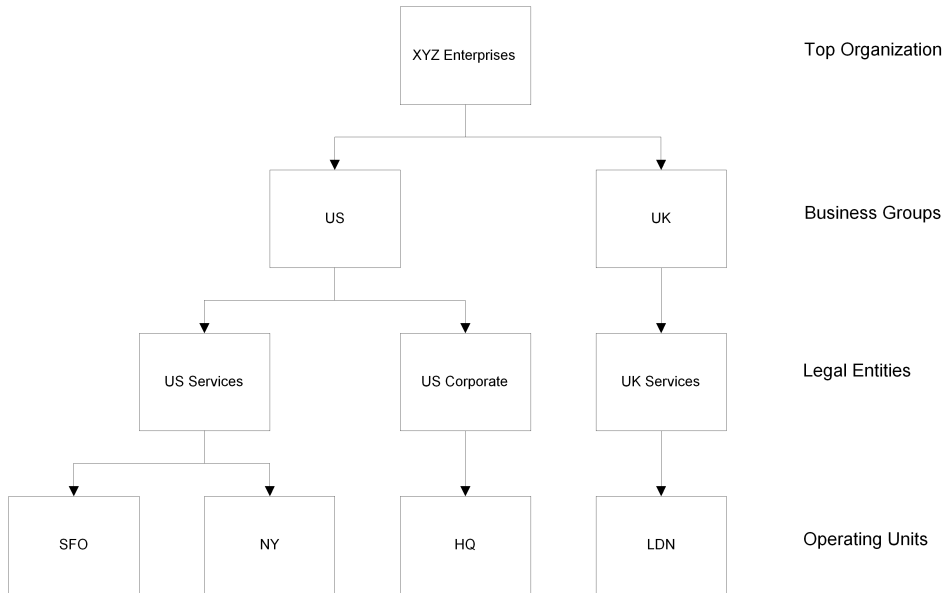 XYZ Enterprises
Top Organization
US
UK
Business Groups
US Services
US Corporate
UK Services
Legal Entities
SFO
NY
HQ
LDN
Operating Units